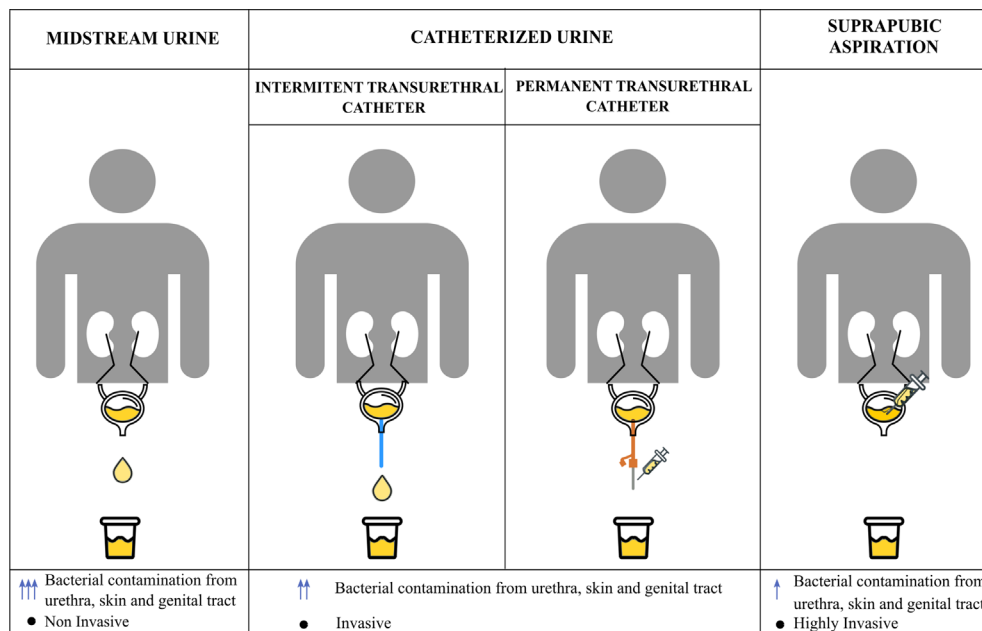 MIDSTREAM URINE
CATHETERIZED URINE
SUPRAPUBIC
ASPIRATION
INTERMITENT TRANSURETHRAL
CATHETER
PERMANENT TRANSURETHRAL
CATHETER
↑↑↑ Bacterial contamination from
urethra, skin and genital tract
● Non Invasive
↑↑ Bacterial contamination from urethra, skin and genital tract
● Invasive
↑ Bacterial contamination from
urethra, skin and genital tract
● Highly Invasive